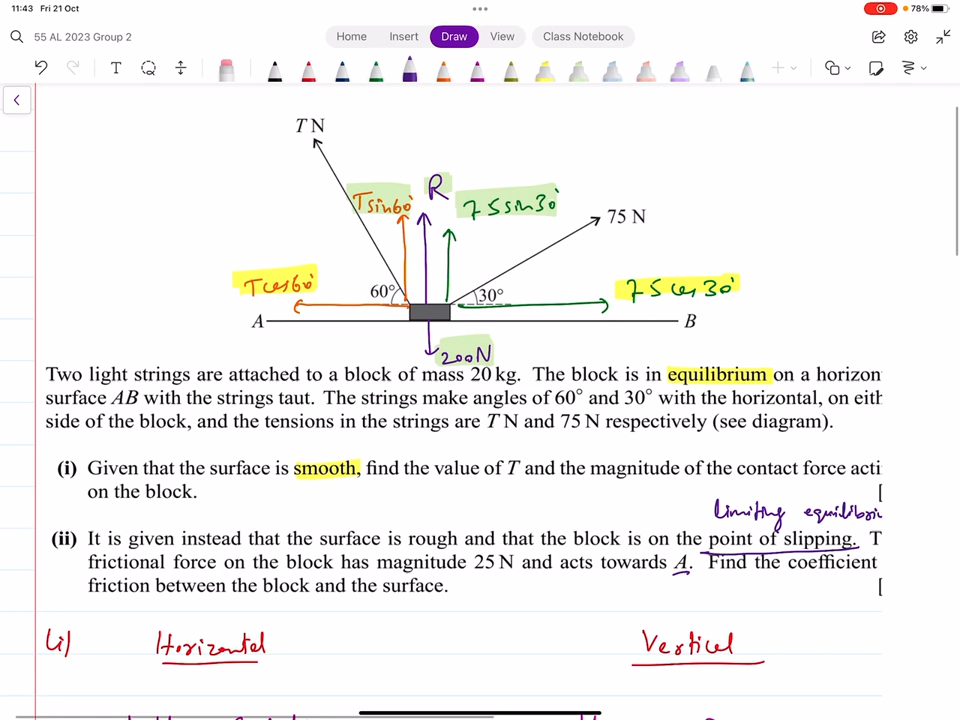 11:43 Fri 21 Oct
78%
55 AL 2023 Group 2
Home Insert Draw View Class Notebook
T N
Tsin60°
R
75sin30°
75 N
Tcos60°
60°
30°
75cos30°
A
B
200N
Two light strings are attached to a block of mass 20 kg. The block is in equilibrium on a horizon
surface AB with the strings taut. The strings make angles of 60° and 30° with the horizontal, on eith
side of the block, and the tensions in the strings are T N and 75 N respectively (see diagram).
(i) Given that the surface is smooth, find the value of T and the magnitude of the contact force acti
on the block. [
limiting equilibriu
(ii) It is given instead that the surface is rough and that the block is on the point of slipping. T
frictional force on the block has magnitude 25 N and acts towards A. Find the coefficient
friction between the block and the surface. [
(i) Horizontal Vertical